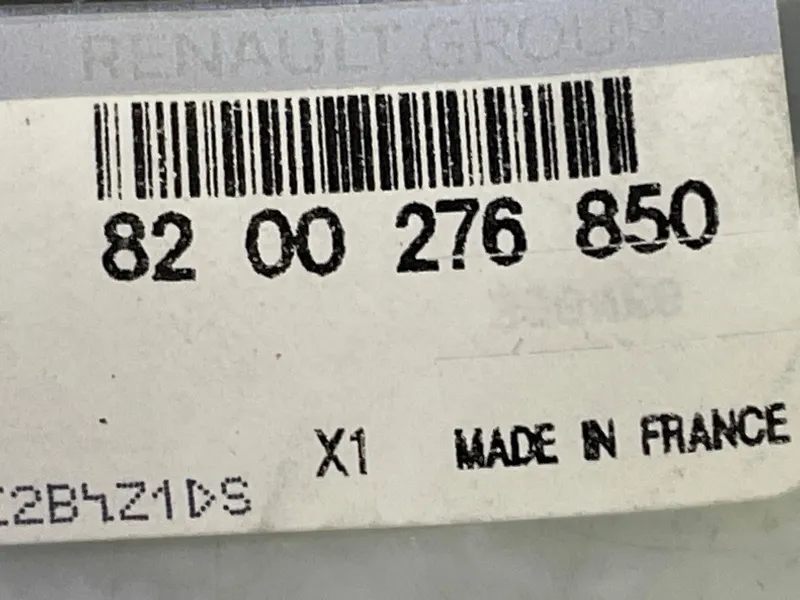 RENAULT GROUP
82 00 276 850
X1 MADE IN FRANCE